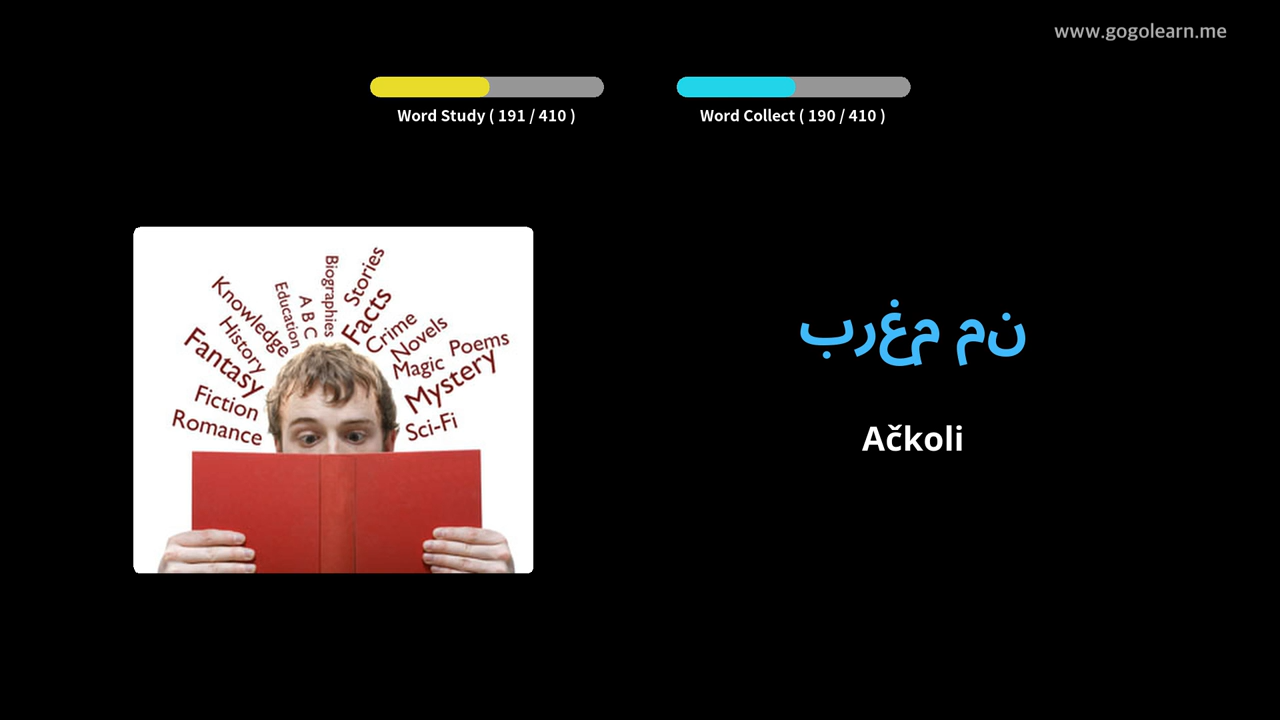 www.gogolearn.me
Word Study ( 191 / 410 )
Word Collect ( 190 / 410 )
Knowledge
History
Fantasy
Fiction
Romance
Education
A B C
Biographies
Stories
Facts
Crime
Novels
Magic
Poems
Mystery
Sci-Fi
برغم من
Ačkoli